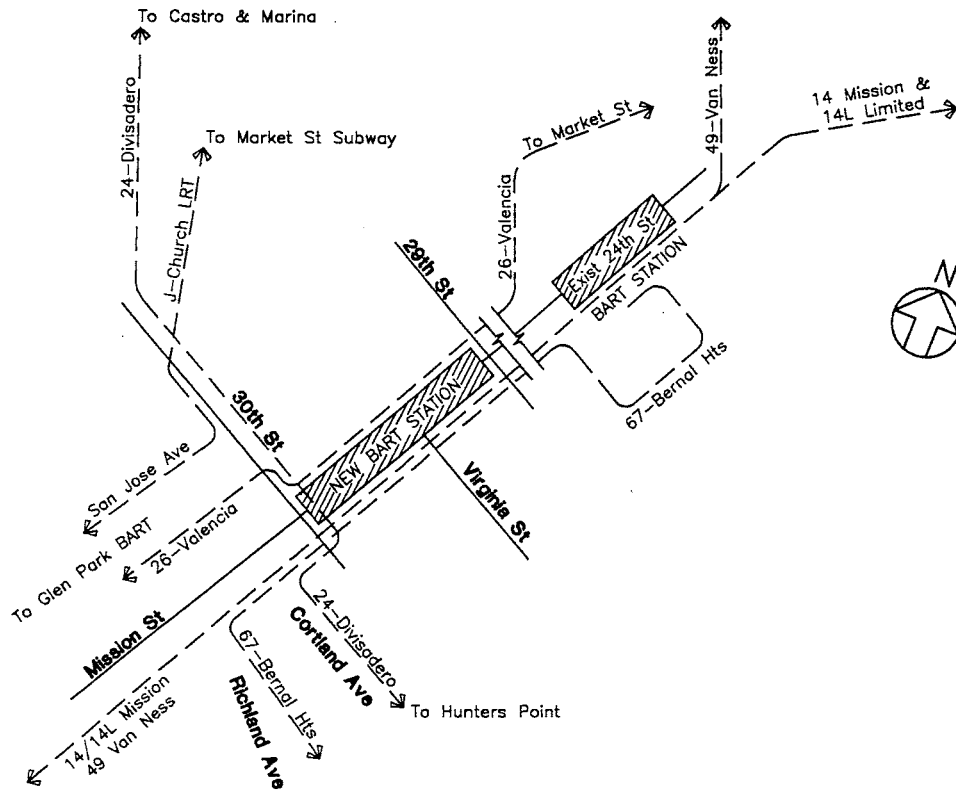 To Castro & Marina
24-Divisadero
To Market St Subway
J-Church LRT
To Market St
26-Valencia
49-Van Ness
14 Mission &
14L Limited
N
Exist 24th St
BART STATION
29th St
67-Bernal Hts
30th St
NEW BART STATION
Virginia St
San Jose Ave
To Glen Park BART
26-Valencia
Mission St
14/14L Mission
49 Van Ness
24-Divisadero
Cortland Ave
67-Bernal Hts
Richland Ave
To Hunters Point